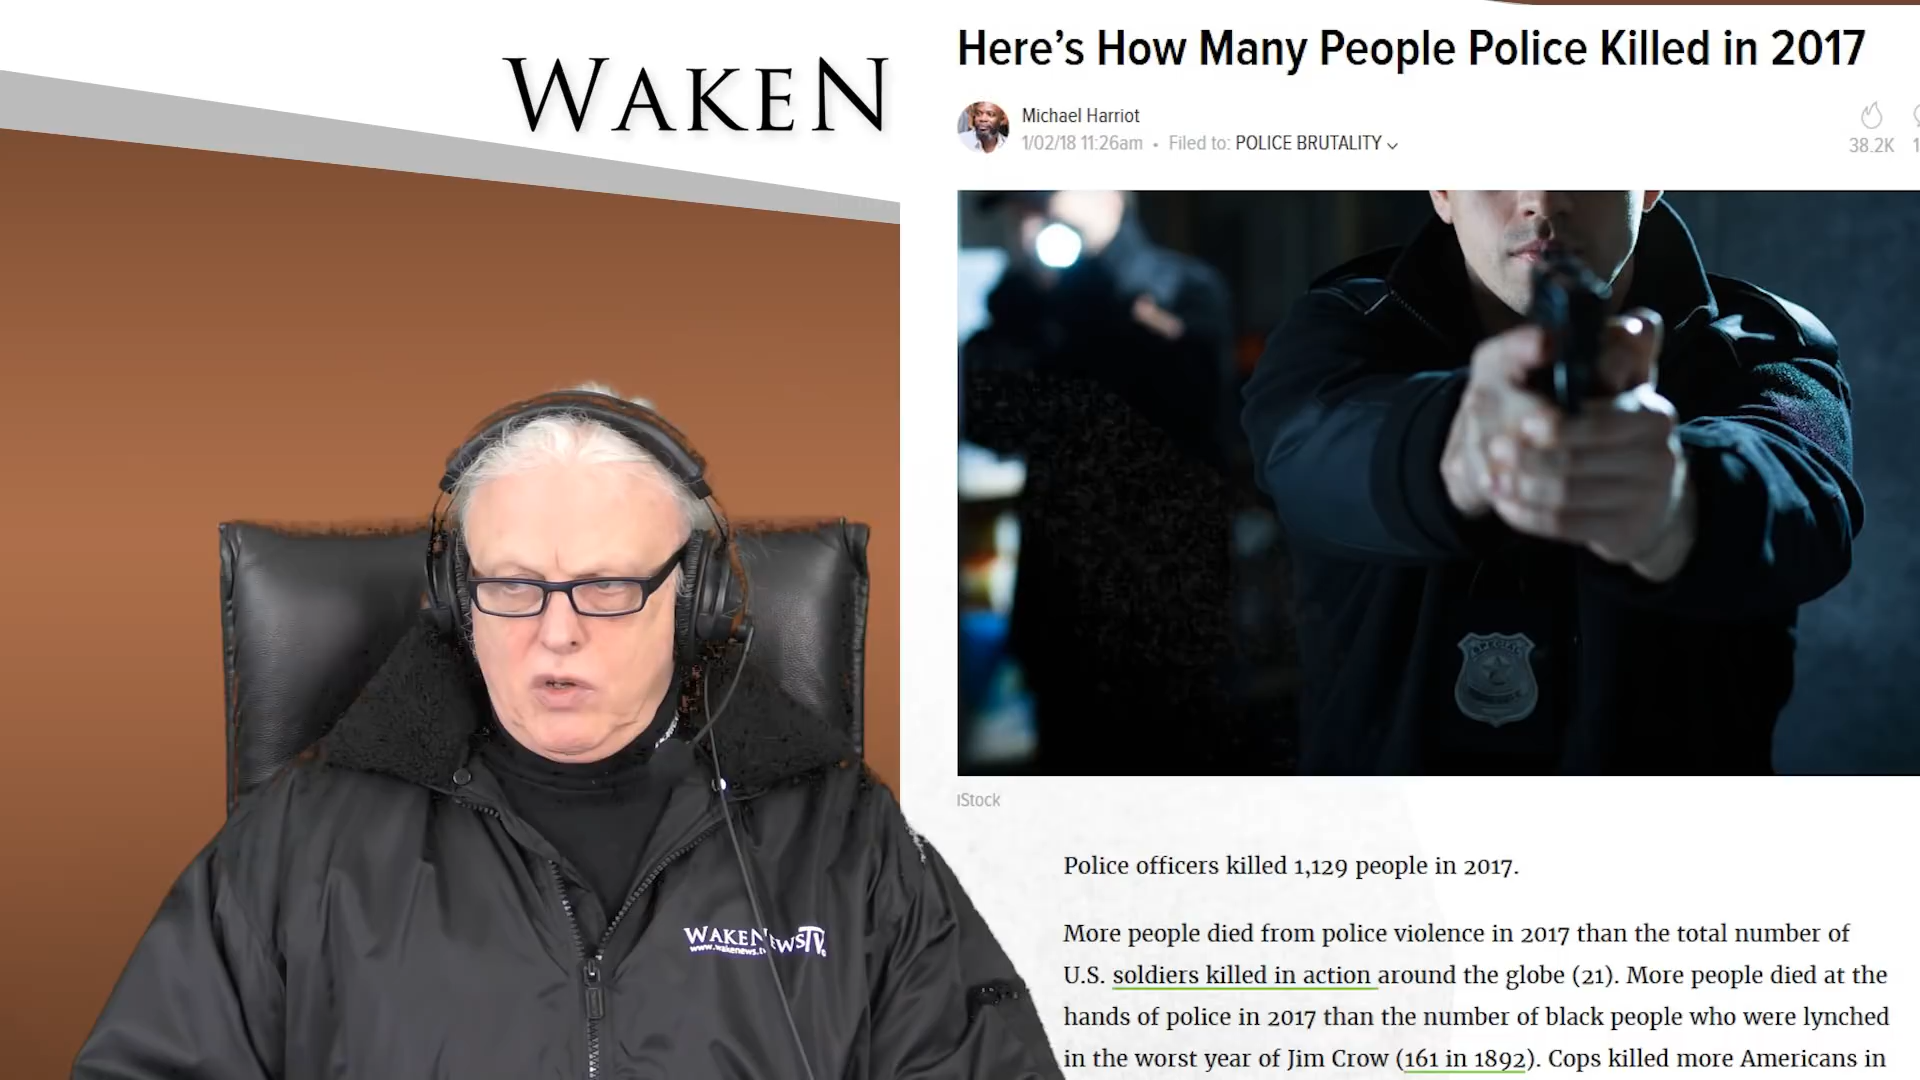 WAKEN
Here’s How Many People Police Killed in 2017
Michael Harriot
1/02/18 11:26am • Filed to: POLICE BRUTALITY
38.2K
SPECIAL
IStock
Police officers killed 1,129 people in 2017.
More people died from police violence in 2017 than the total number of
U.S. soldiers killed in action around the globe (21). More people died at the
hands of police in 2017 than the number of black people who were lynched
in the worst year of Jim Crow (161 in 1892). Cops killed more Americans in
WAKENEWSTV